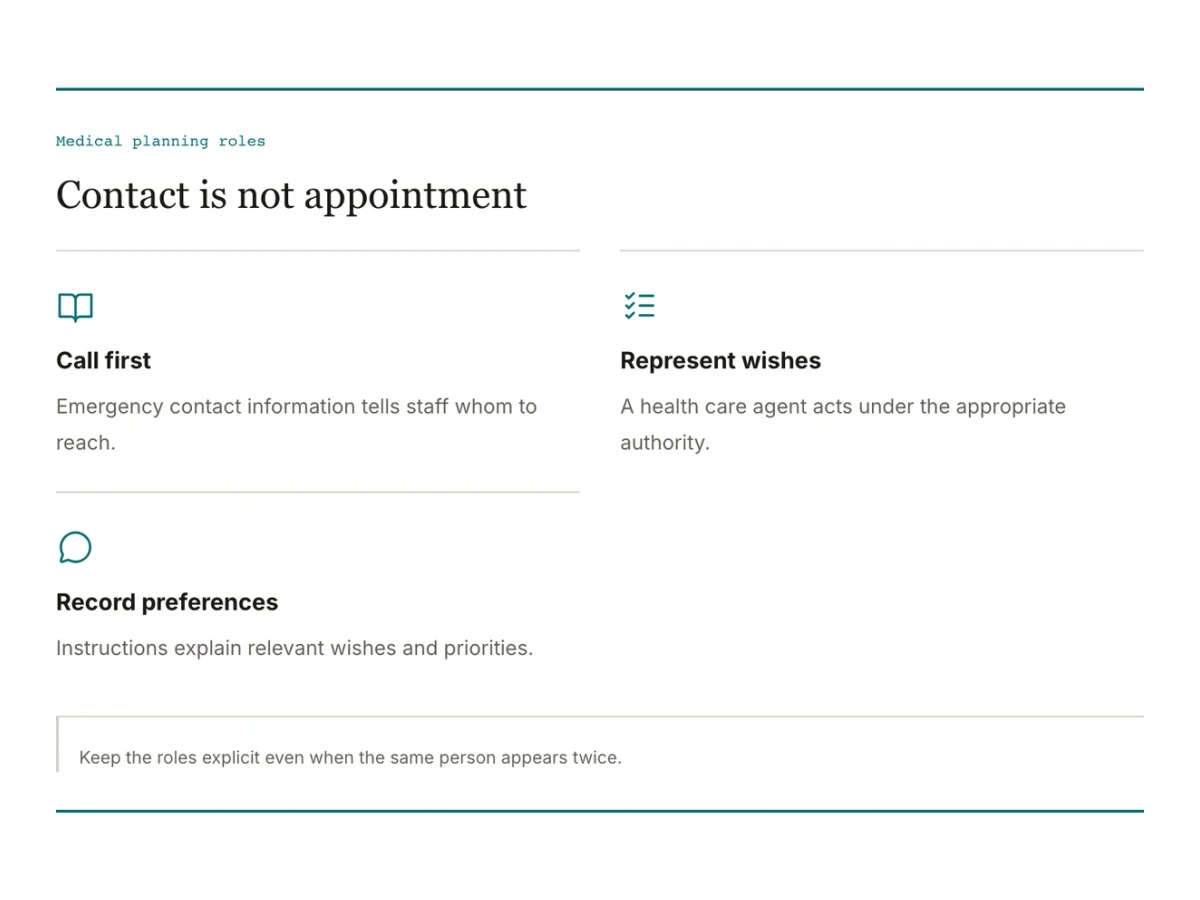 Medical planning roles
Contact is not appointment
Call first
Emergency contact information tells staff whom to
reach.
Represent wishes
A health care agent acts under the appropriate
authority.
Record preferences
Instructions explain relevant wishes and priorities.
Keep the roles explicit even when the same person appears twice.